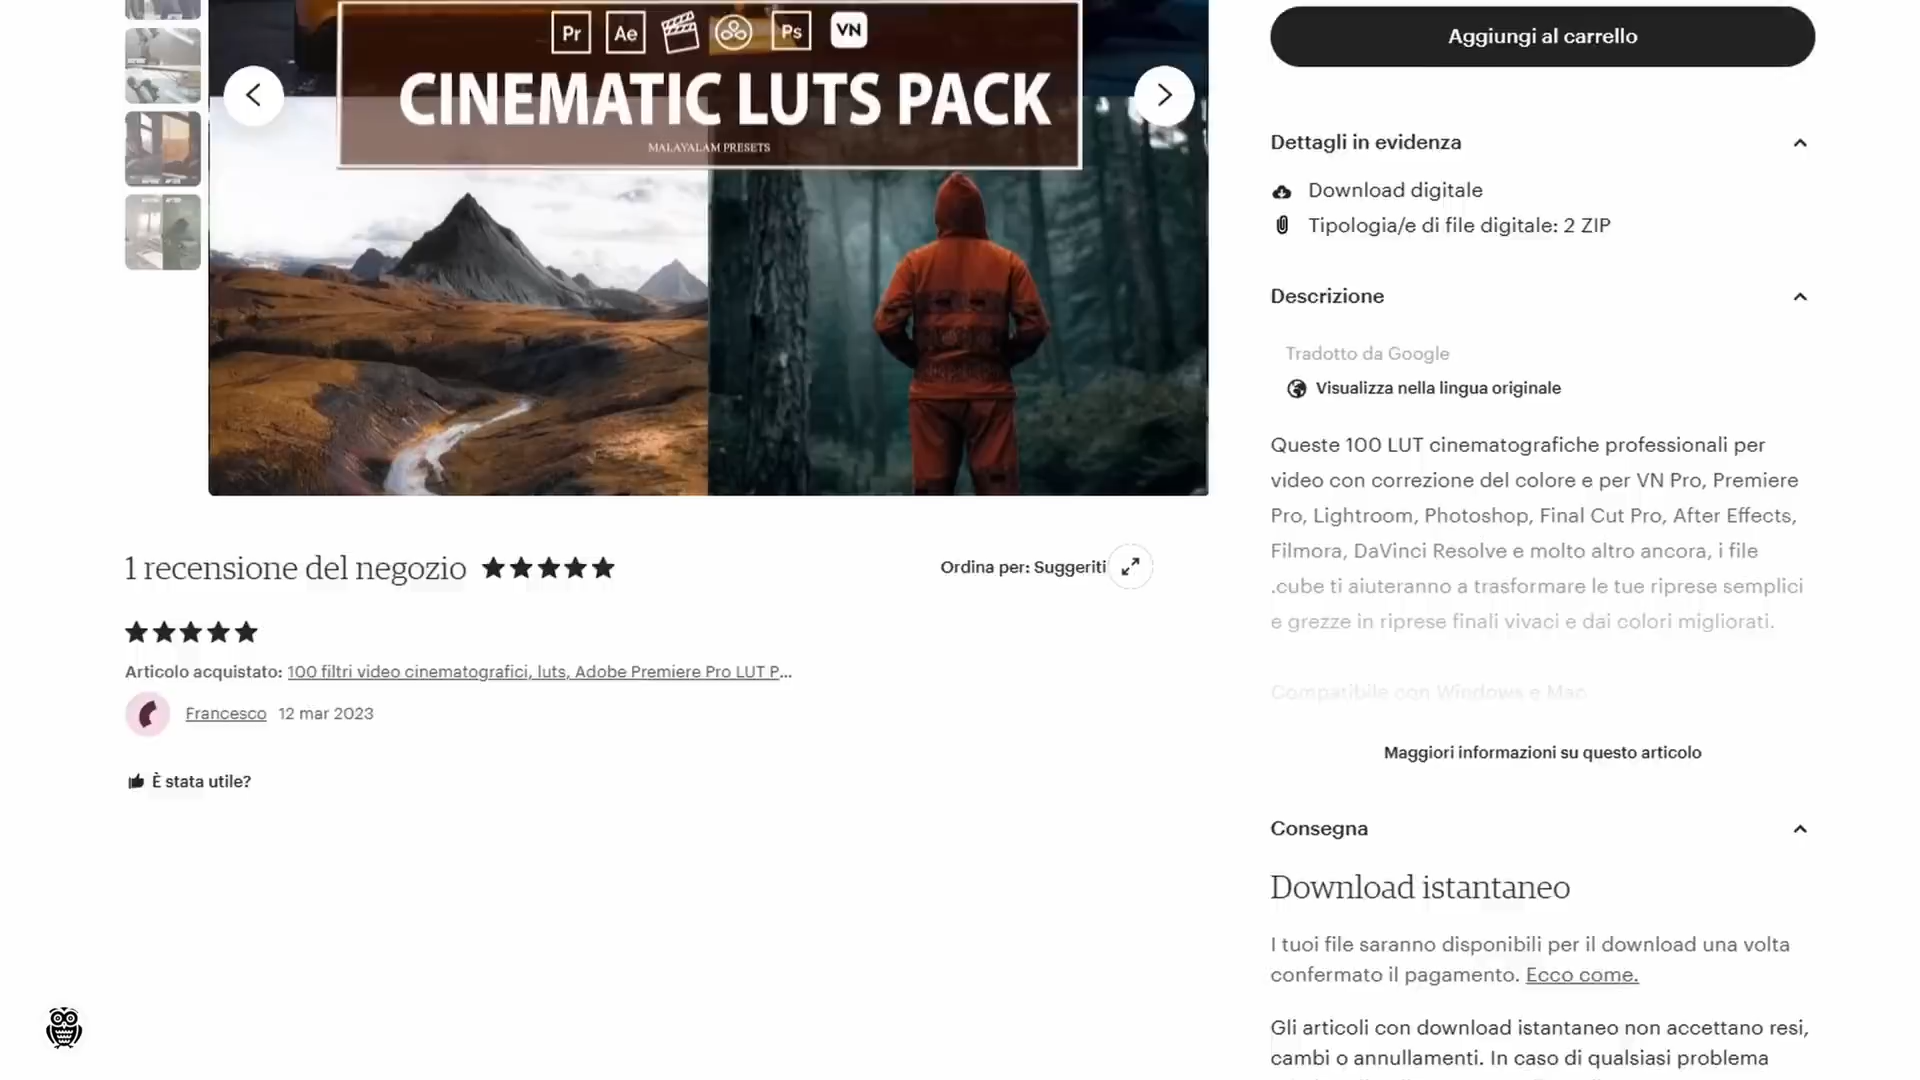 Pr Ae Ps VN
CINEMATIC LUTS PACK
MALAYALAM PRESETS
1 recensione del negozio
Ordina per: Suggeriti
Articolo acquistato: 100 filtri video cinematografici, luts, Adobe Premiere Pro LUT P...
Francesco 12 mar 2023
È stata utile?
Aggiungi al carrello
Dettagli in evidenza
Download digitale
Tipologia/e di file digitale: 2 ZIP
Descrizione
Tradotto da Google
Visualizza nella lingua originale
Queste 100 LUT cinematografiche professionali per
video con correzione del colore e per VN Pro, Premiere
Pro, Lightroom, Photoshop, Final Cut Pro, After Effects,
Filmora, DaVinci Resolve e molto altro ancora, i file
.cube ti aiuteranno a trasformare le tue riprese semplici
e grezze in riprese finali vivaci e dai colori migliorati.
Compatibile con Windows e Mac
Maggiori informazioni su questo articolo
Consegna
Download istantaneo
I tuoi file saranno disponibili per il download una volta
confermato il pagamento. Ecco come.
Gli articoli con download istantaneo non accettano resi,
cambi o annullamenti. In caso di qualsiasi problema